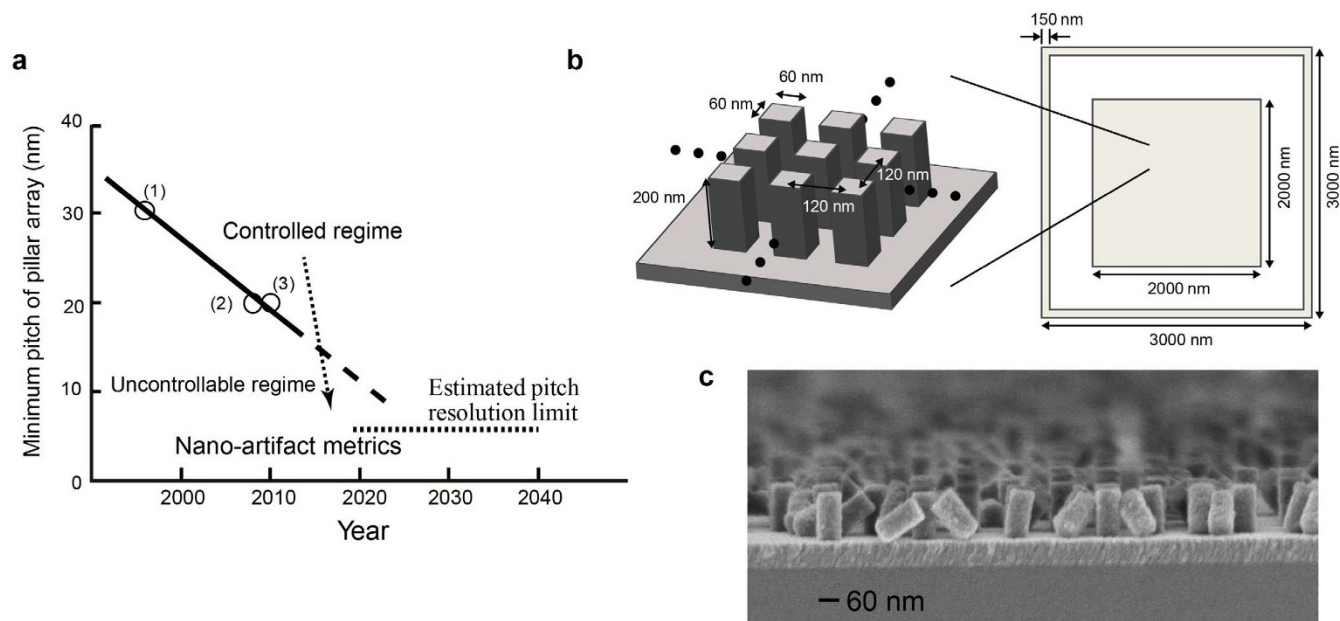 a
Minimum pitch of pillar array (nm)
40
30
20
10
0
(1)
(2)
(3)
Controlled regime
Uncontrollable regime
Estimated pitch
resolution limit
Nano-artifact metrics
2000
2010
2020
2030
2040
Year
b
60 nm
60 nm
200 nm
120 nm
120 nm
150 nm
2000 nm
2000 nm
3000 nm
3000 nm
c
60 nm